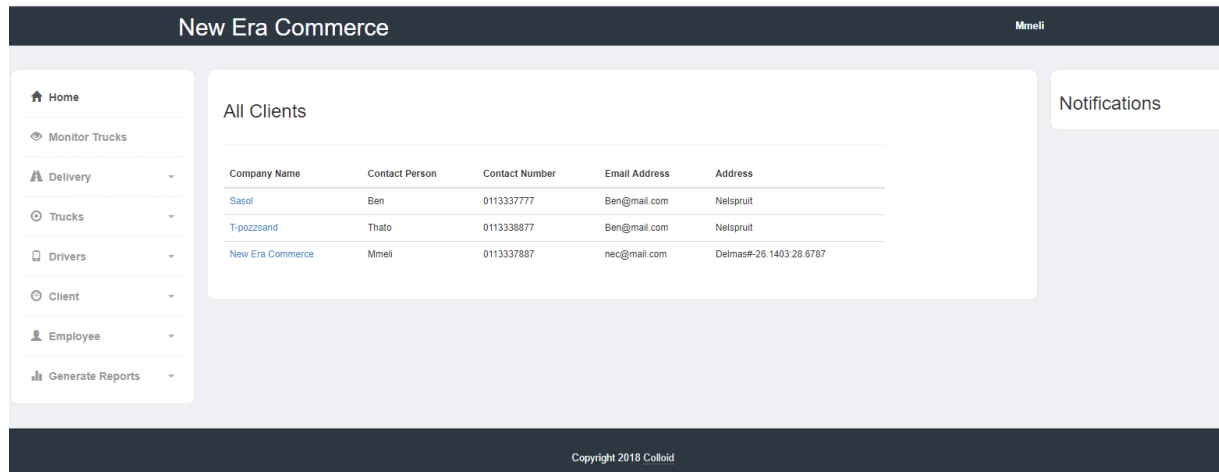 New Era Commerce
Mmeli
Home
Monitor Trucks
Delivery
Trucks
Drivers
Client
Employee
Generate Reports
All Clients
Company Name Contact Person Contact Number Email Address Address
Sasol Ben 0113337777 Ben@mail.com Nelspruit
T-pozzsand Thato 0113338877 Ben@mail.com Nelspruit
New Era Commerce Mmeli 0113337887 nec@mail.com Delmas#-26.1403:28.6787
Notifications
Copyright 2018 Colloid